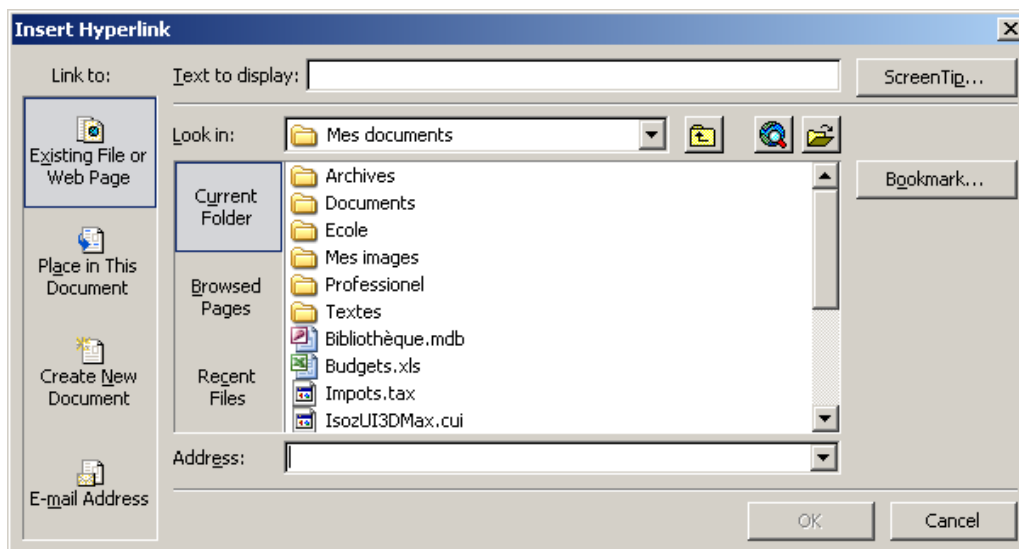 Insert Hyperlink
Link to:
Text to display:
ScreenTip...
Existing File or
Web Page
Place in This
Document
Create New
Document
E-mail Address
Look in:
Mes documents
Current
Folder
Browsed
Pages
Recent
Files
Archives
Documents
Ecole
Mes images
Professionel
Textes
Bibliothèque.mdb
Budgets.xls
Impots.tax
IsozUI3DMax.cui
Bookmark...
Address:
OK
Cancel